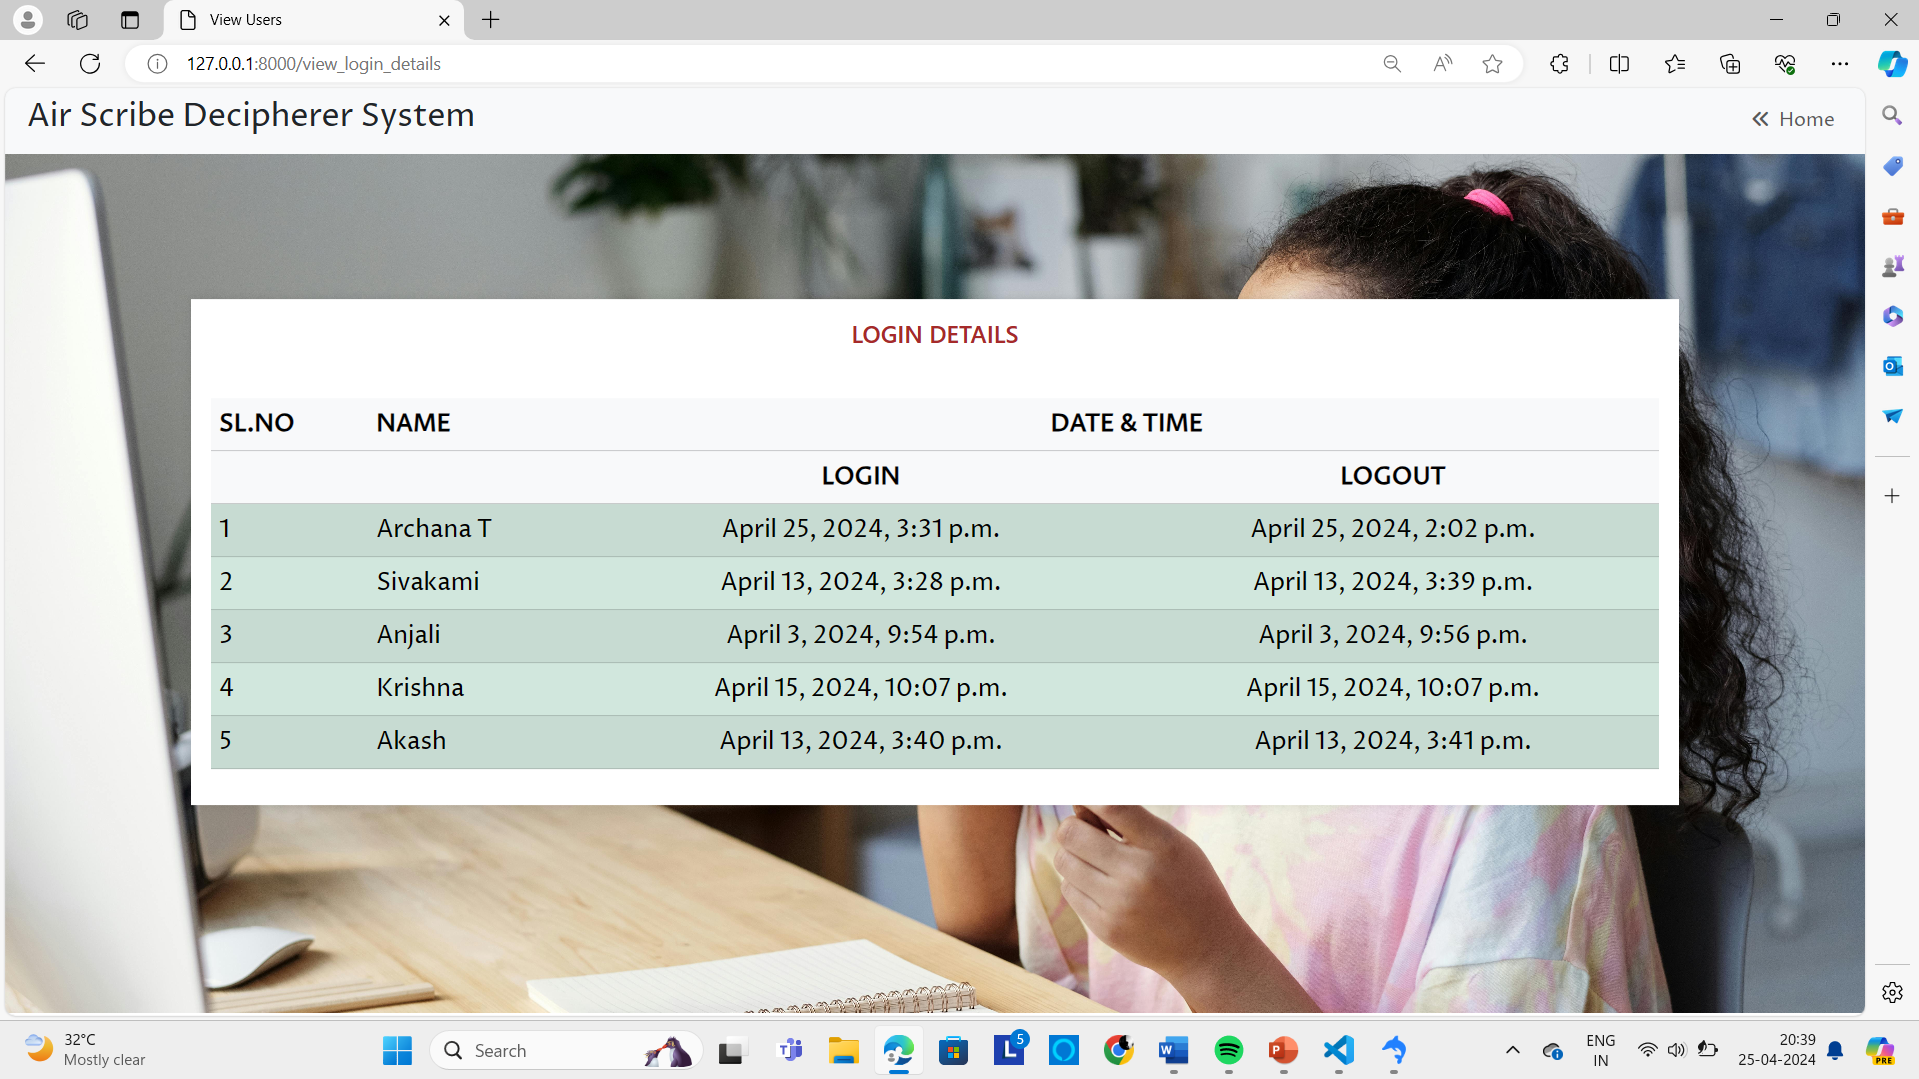 View Users
127.0.0.1:8000/view_login_details
Air Scribe Decipherer System
Home
LOGIN DETAILS
SL.NO NAME DATE & TIME
LOGIN LOGOUT
1 Archana T April 25, 2024, 3:31 p.m. April 25, 2024, 2:02 p.m.
2 Sivakami April 13, 2024, 3:28 p.m. April 13, 2024, 3:39 p.m.
3 Anjali April 3, 2024, 9:54 p.m. April 3, 2024, 9:56 p.m.
4 Krishna April 15, 2024, 10:07 p.m. April 15, 2024, 10:07 p.m.
5 Akash April 13, 2024, 3:40 p.m. April 13, 2024, 3:41 p.m.
32°C
Mostly clear
Search
5
ENG
IN
20:39
25-04-2024
PRE